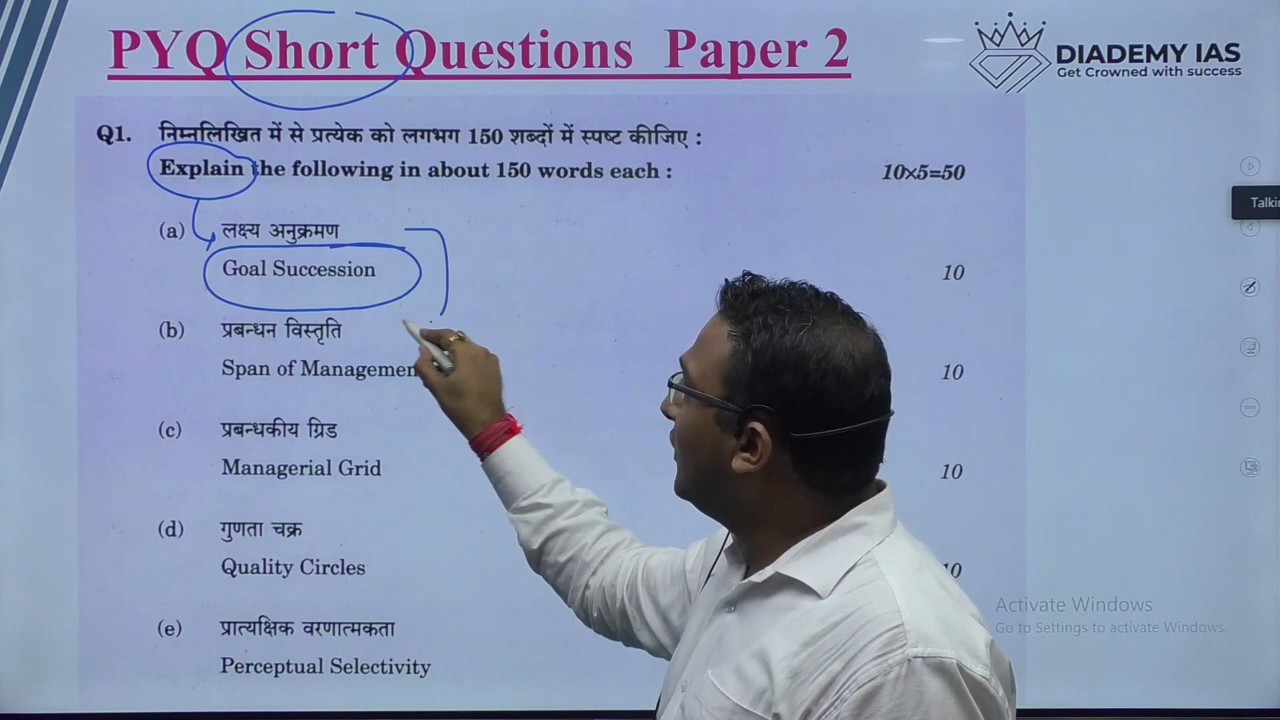 PYQ Short Questions Paper 2
DIADEMY IAS
Get Crowned with success
Q1. निम्नलिखित में से प्रत्येक को लगभग 150 शब्दों में स्पष्ट कीजिए :
Explain the following in about 150 words each : 10×5=50
(a) लक्ष्य अनुक्रमण
Goal Succession 10
(b) प्रबन्धन विस्तृति
Span of Managemen 10
(c) प्रबन्धकीय ग्रिड
Managerial Grid 10
(d) गुणता चक्र
Quality Circles 10
(e) प्रात्यक्षिक वरणात्मकता
Perceptual Selectivity
Talki
Activate Windows
Go to Settings to activate Windows.